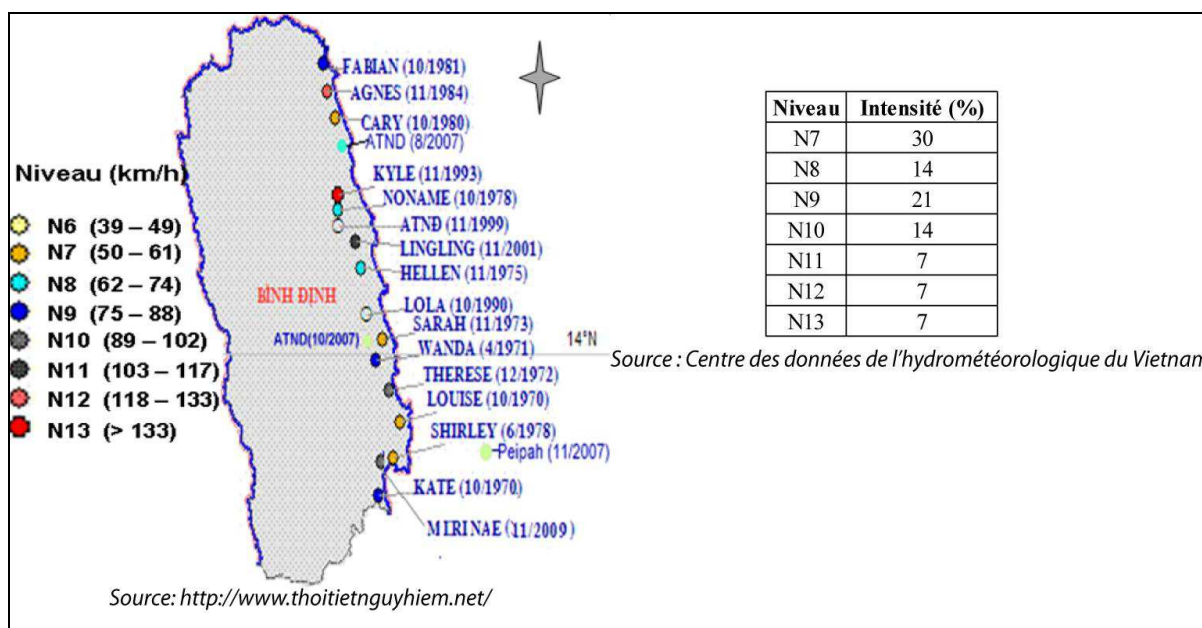 FABIAN (10/1981)
AGNES (11/1984)
CARY (10/1980)
ATND (8/2007)
KYLE (11/1993)
NONAME (10/1978)
ATNĐ (11/1999)
LINGLING (11/2001)
HELLEN (11/1975)
BÌNH ĐỊNH
LOLA (10/1990)
SARAH (11/1973)
ATND(10/2007)
14°N
WANDA (4/1971)
THERESE (12/1972)
LOUISE (10/1970)
SHIRLEY (6/1978)
Peipah (11/2007)
KATE (10/1970)
MIRINAE (11/2009)
Niveau (km/h)
N6 (39 – 49)
N7 (50 – 61)
N8 (62 – 74)
N9 (75 – 88)
N10 (89 – 102)
N11 (103 – 117)
N12 (118 – 133)
N13 (> 133)
Source: http://www.thoitietnguyhiem.net/
Niveau Intensité (%)
N7 30
N8 14
N9 21
N10 14
N11 7
N12 7
N13 7
Source : Centre des données de l'hydrométéorologique du Vietnan